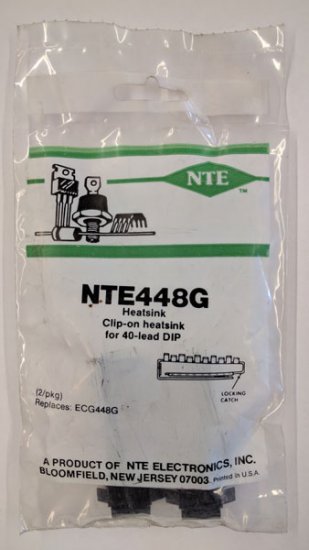 NTE
TM
NTE448G
Heatsink
Clip-on heatsink
for 40-lead DIP
LOCKING
CATCH
(2/pkg)
Replaces: ECG448G
A PRODUCT OF NTE ELECTRONICS, INC.
BLOOMFIELD, NEW JERSEY 07003 Printed in U.S.A.